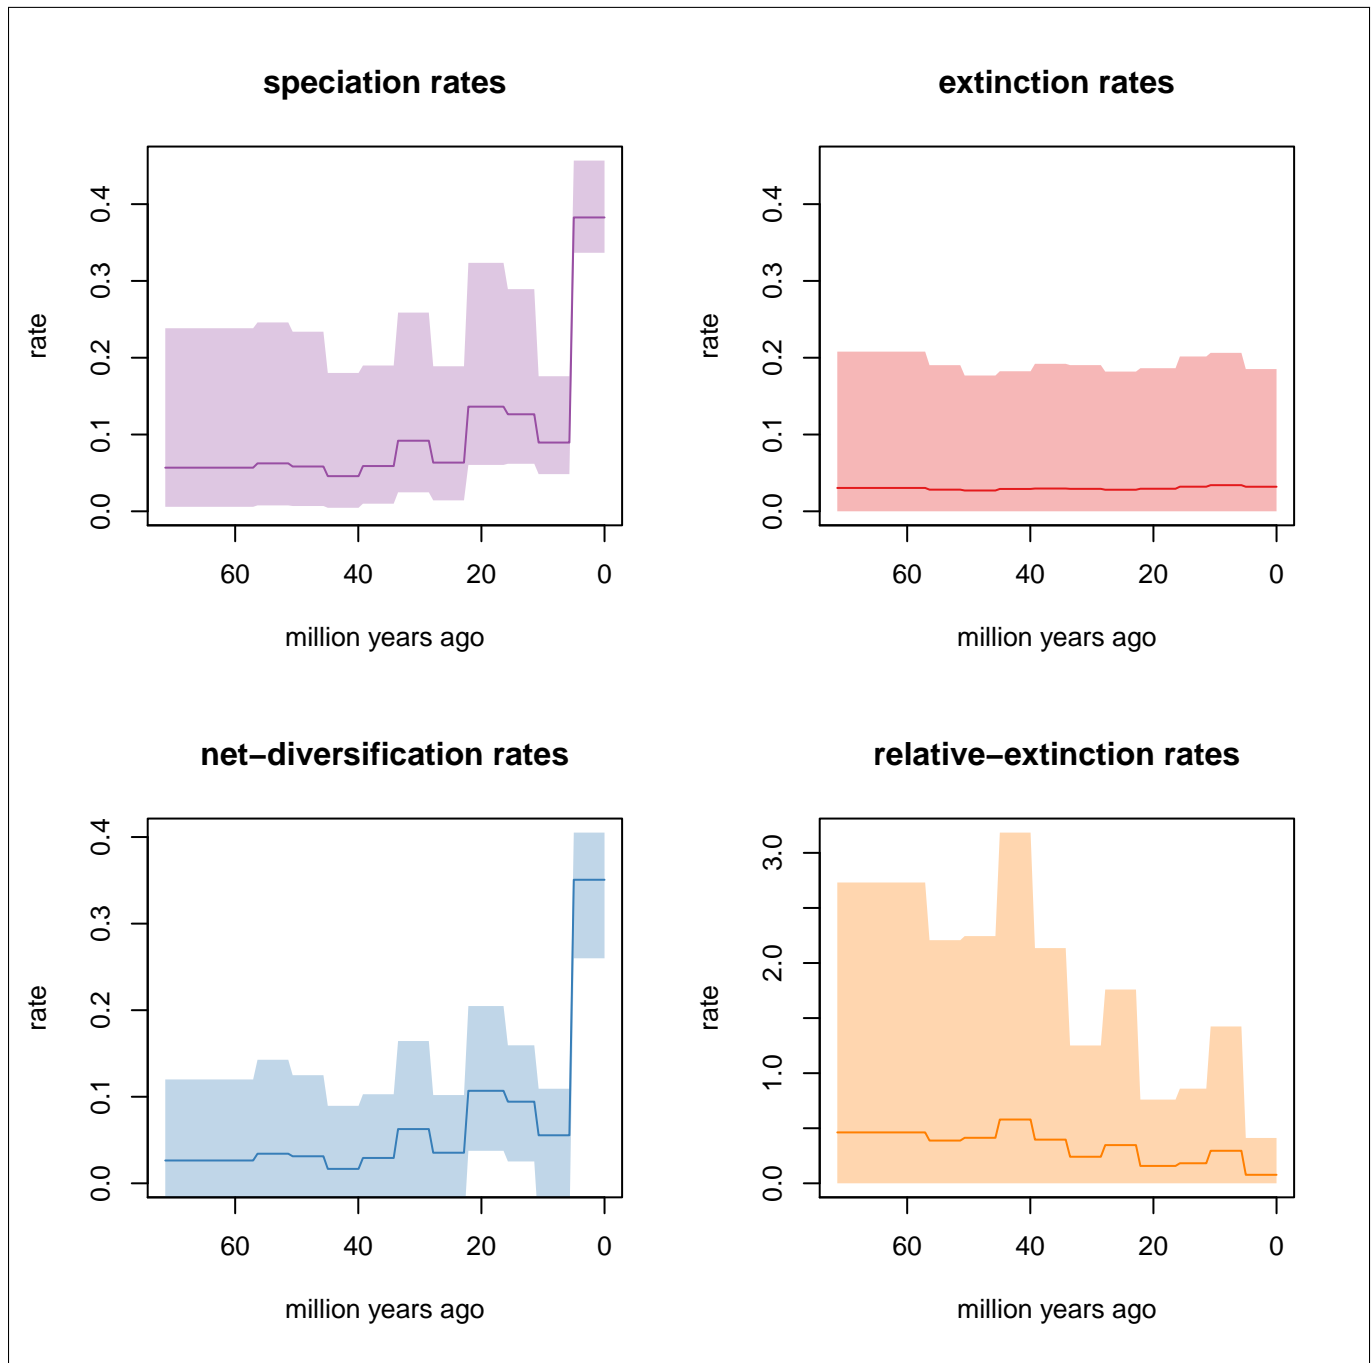 speciation rates
rate
0.0 0.1 0.2 0.3 0.4
60 40 20 0
million years ago
extinction rates
rate
0.0 0.1 0.2 0.3 0.4
60 40 20 0
million years ago
net−diversification rates
rate
0.0 0.1 0.2 0.3 0.4
60 40 20 0
million years ago
relative−extinction rates
rate
0.0 1.0 2.0 3.0
60 40 20 0
million years ago